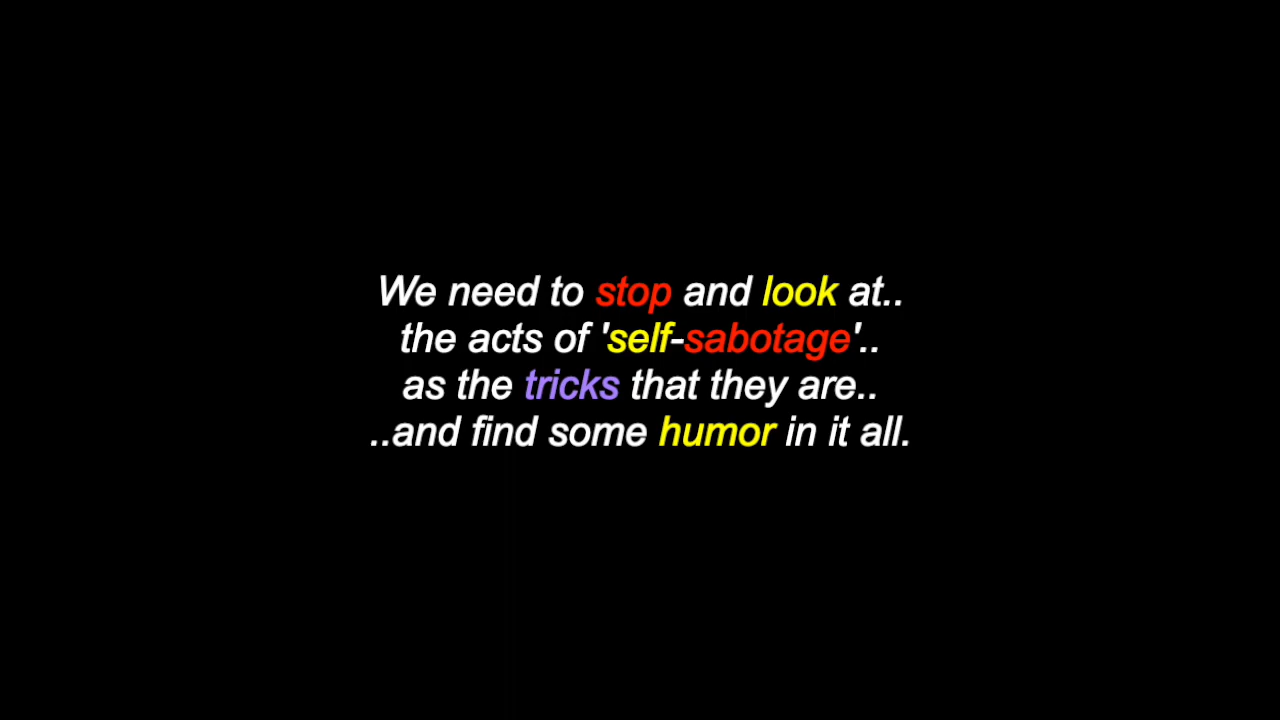 We need to stop and look at..
the acts of 'self-sabotage'..
as the tricks that they are..
..and find some humor in it all.